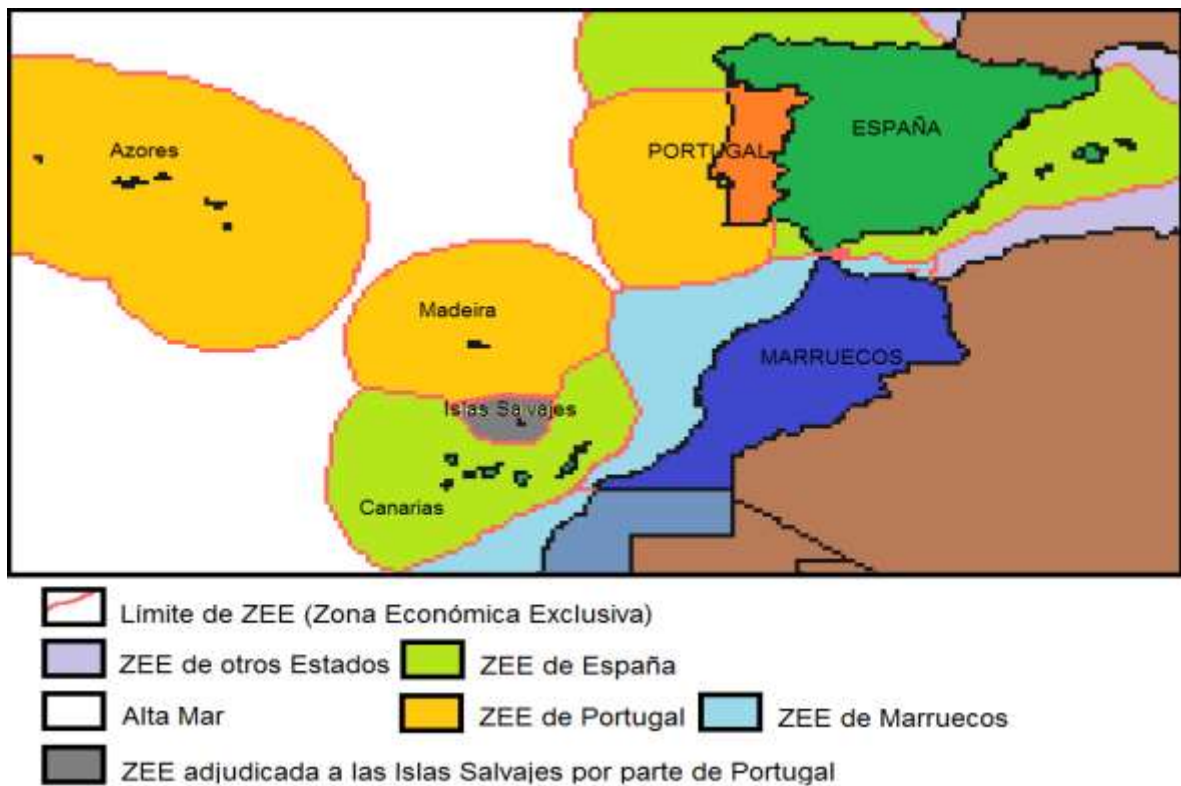 Azores
PORTUGAL
ESPAÑA
Madeira
MARRUECOS
Islas Salvajes
Canarias
Límite de ZEE (Zona Económica Exclusiva)
ZEE de otros Estados
ZEE de España
Alta Mar
ZEE de Portugal
ZEE de Marruecos
ZEE adjudicada a las Islas Salvajes por parte de Portugal